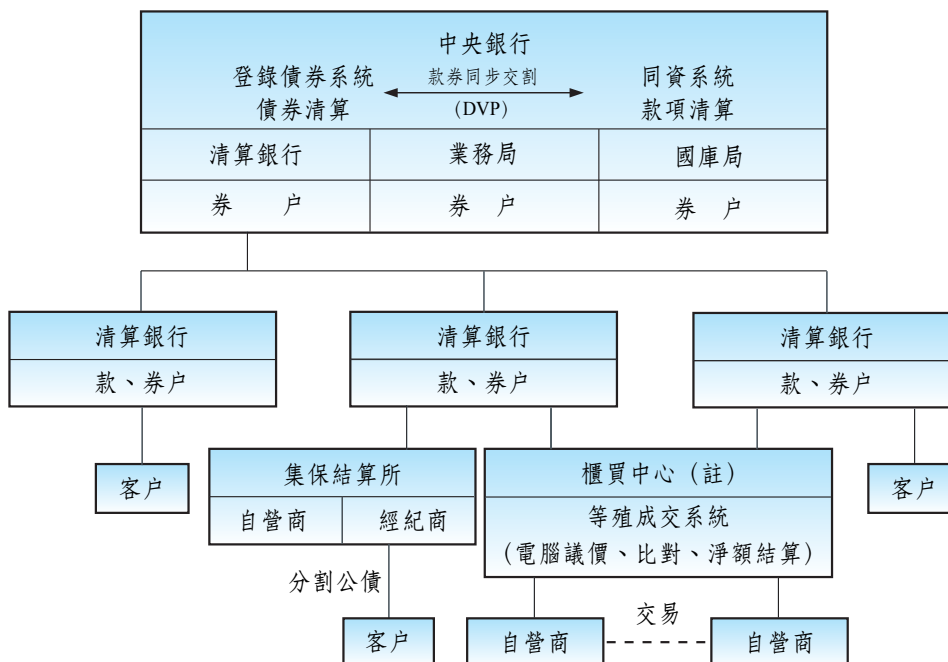 中央銀行
登錄債券系統 款券同步交割 同資系統
債券清算 (DVP) 款項清算
清算銀行 業務局 國庫局
券　戶 券　戶 券　戶
清算銀行 清算銀行 清算銀行
款、券戶 款、券戶 款、券戶
客戶 集保結算所 櫃買中心（註） 客戶
自營商 經紀商 等殖成交系統
（電腦議價、比對、淨額結算）
分割公債
交易
客戶 自營商 自營商